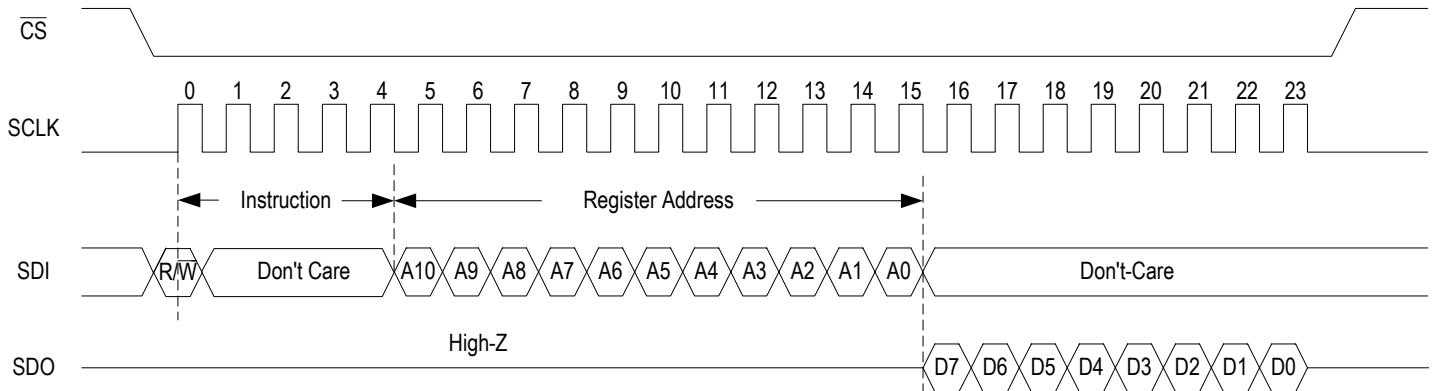 C̅S̅
0 1 2 3 4 5 6 7 8 9 10 11 12 13 14 15 16 17 18 19 20 21 22 23
SCLK
Instruction Register Address
SDI R/W̅ Don't Care A10 A9 A8 A7 A6 A5 A4 A3 A2 A1 A0 Don't-Care
High-Z
SDO D7 D6 D5 D4 D3 D2 D1 D0